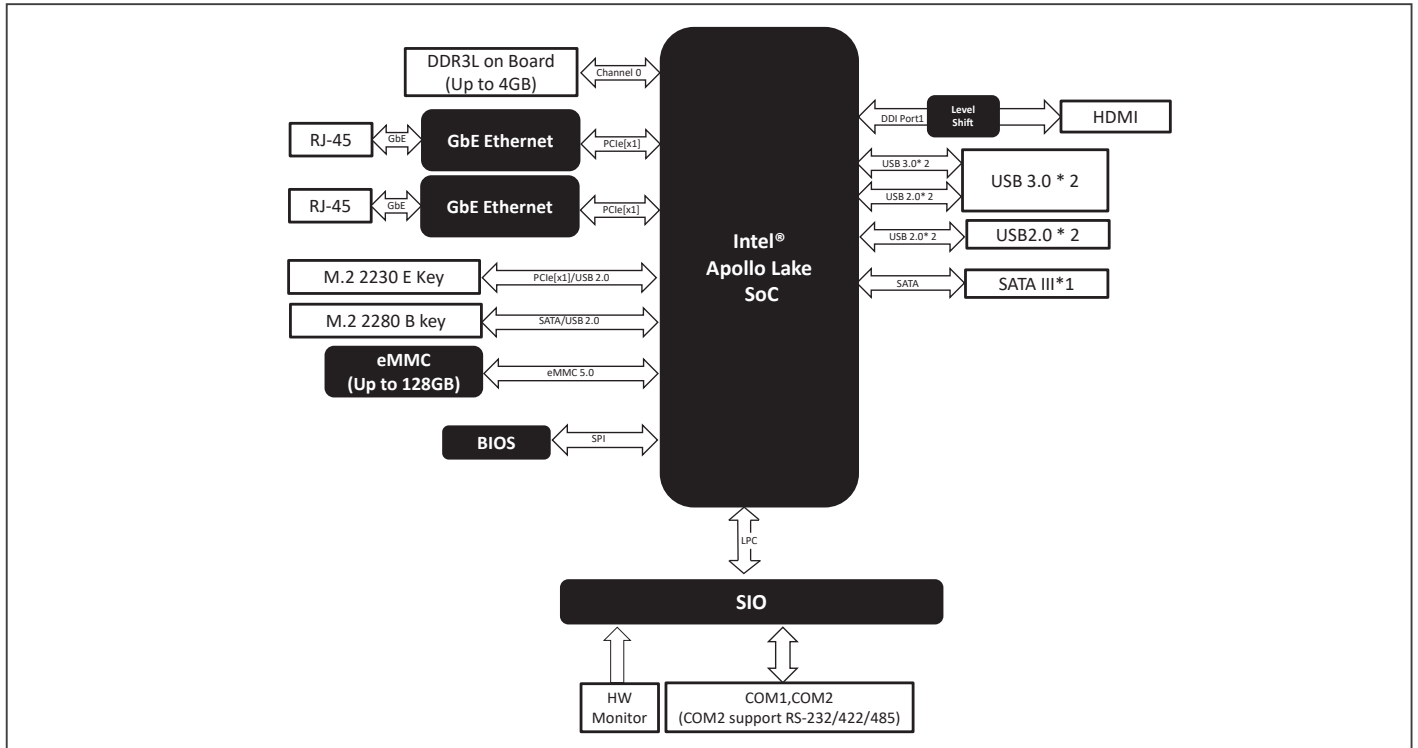 DDR3L on Board
(Up to 4GB)
Channel 0
RJ-45
GbE
GbE Ethernet
PCIe[x1]
RJ-45
GbE
GbE Ethernet
PCIe[x1]
M.2 2230 E Key
PCIe[x1]/USB 2.0
M.2 2280 B key
SATA/USB 2.0
eMMC
(Up to 128GB)
eMMC 5.0
BIOS
SPI
Intel®
Apollo Lake
SoC
DDI Port1
Level
Shift
HDMI
USB 3.0* 2
USB 2.0* 2
USB 3.0 * 2
USB 2.0* 2
USB2.0 * 2
SATA
SATA III*1
LPC
SIO
HW
Monitor
COM1,COM2
(COM2 support RS-232/422/485)